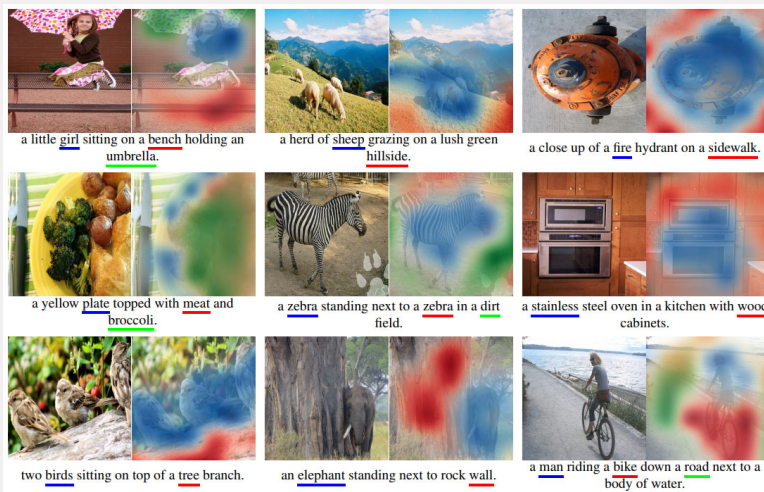 a little girl sitting on a bench holding an
umbrella.
a herd of sheep grazing on a lush green
hillside.
a close up of a fire hydrant on a sidewalk.
a yellow plate topped with meat and
broccoli.
a zebra standing next to a zebra in a dirt
field.
a stainless steel oven in a kitchen with wood
cabinets.
two birds sitting on top of a tree branch.
an elephant standing next to rock wall.
a man riding a bike down a road next to a
body of water.